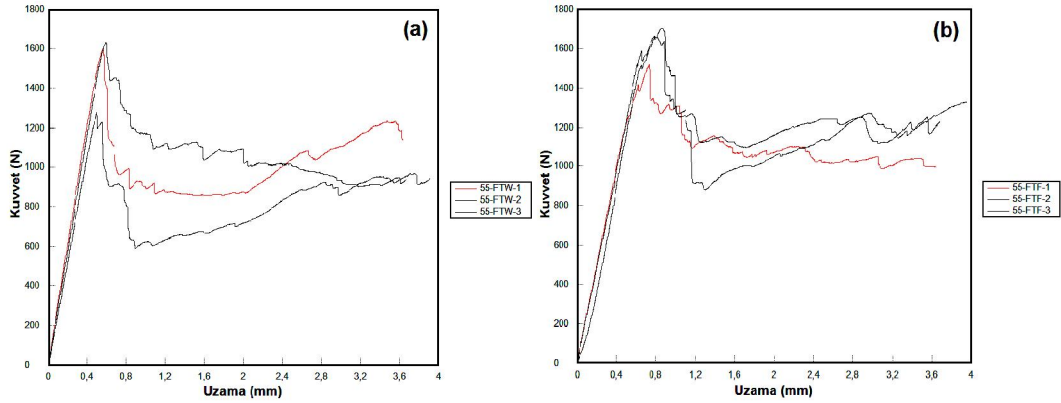 (a)
Kuvvet (N)
1800
1600
1400
1200
1000
800
600
400
200
0
0 0,4 0,8 1,2 1,6 2 2,4 2,8 3,2 3,6 4
Uzama (mm)
55-FTW-1
55-FTW-2
55-FTW-3
(b)
Kuvvet (N)
1800
1600
1400
1200
1000
800
600
400
200
0
0 0,4 0,8 1,2 1,6 2 2,4 2,8 3,2 3,6 4
Uzama (mm)
55-FTF-1
55-FTF-2
55-FTF-3